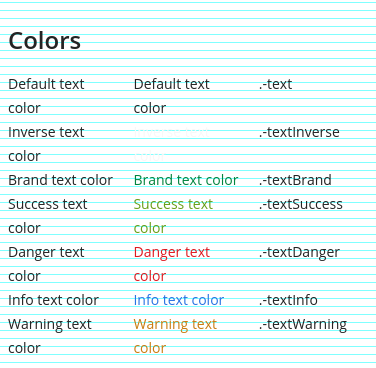 Colors
Default text Default text .-text
color color
Inverse text .-textInverse
color
Brand text color Brand text color .-textBrand
Success text Success text .-textSuccess
color color
Danger text Danger text .-textDanger
color color
Info text color Info text color .-textInfo
Warning text Warning text .-textWarning
color color